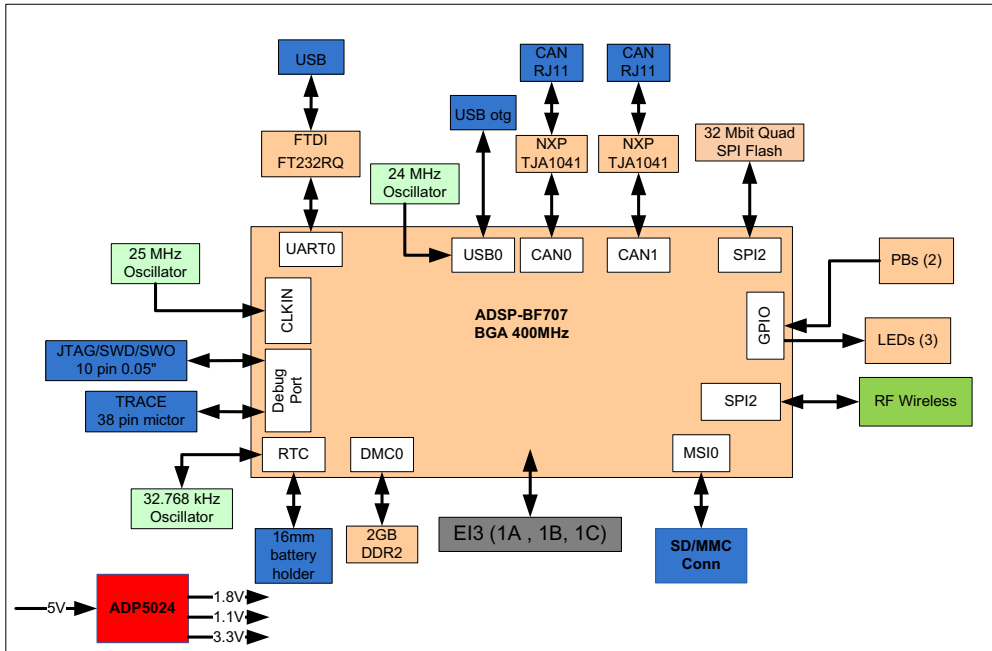 USB
CAN
RJ11
CAN
RJ11
USB otg
FTDI
FT232RQ
NXP
TJA1041
NXP
TJA1041
32 Mbit Quad
SPI Flash
24 MHz
Oscillator
UART0
USB0
CAN0
CAN1
SPI2
25 MHz
Oscillator
CLKIN
ADSP-BF707
BGA 400MHz
GPIO
PBs (2)
LEDs (3)
JTAG/SWD/SWO
10 pin 0.05"
Debug
Port
TRACE
38 pin mictor
SPI2
RF Wireless
RTC
DMC0
MSI0
32.768 kHz
Oscillator
16mm
battery
holder
2GB
DDR2
EI3 (1A , 1B, 1C)
SD/MMC
Conn
5V
ADP5024
1.8V
1.1V
3.3V